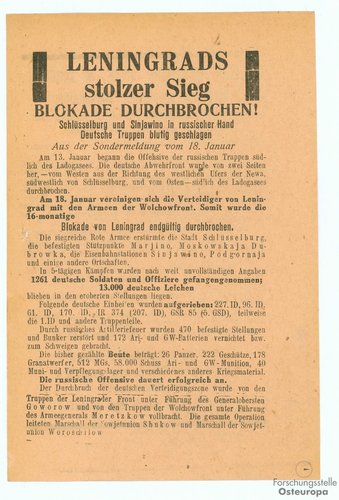 LENINGRADS
stolzer Sieg
BLOKADE DURCHBROCHEN!
Schlüsselburg und Sinjawino in russischer Hand
Deutsche Truppen blutig geschlagen
Aus der Sondermeldung vom 18. Januar
Am 13. Januar begann die Offensive der russischen Truppen süd-
lich des Ladogasees. Die deutsche Abwehrfront wurde von zwei Seiten
her,—vom Westen aus der Richtung des westlichen Ufers der Newa,
südwestlich von Schlüsselburg, und vom Osten—südlich des Ladogasees
durchbrochen.
Am 18. Januar vereinigen sich die Verteidiger von Lenin-
grad mit den Armeen der Wolchowfront. Somit wurde die
16-monatige
Blokade von Leningrad endgültig durchbrochen.
Die siegreiche Rote Armee erstürmte die Stadt Schlüsselburg,
die befestigten Stützpunkte Marjino, Moskowskaja Du-
browka, die Eisenbahnstationen Sinjawino, Podgornaja
und einige andere Ortschaften.
In 5-tägigen Kämpfen wurden nach weit unvollständigen Angaben
1261 deutsche Soldaten und Offiziere gefangengenommen;
13.000 deutsche Leichen
blieben in den eroberten Stellungen liegen.
Folgende deutsche Einheiten wurden aufgerieben: 227. ID, 96. ID,
61. ID, 170. ID, IR 374 (207. ID), GSR 85 (5. GSD), teilweise
die 1.ID und andere Truppenteile.
Durch russisches Artilleriefeuer wurden 470 befestigte Stellungen
und Bunker zerstört und 172 Ari- und GW-Batterien vernichtet bzw.
zum Schweigen gebracht.
Die bisher gezählte Beute beträgt: 26 Panzer, 222 Geschütze, 178
Granatwerfer, 512 MGs, 58.000 Schuss Ari- und GW-Munition, 40
Muni- und Verpflegungslager und verschiedenes anderes Kriegsmaterial.
Die russische Offensive dauert erfolgreich an.
Der Durchbruch der deutschen Verteidigungszone wurde von den
Truppen der Leningrader Front unter Führung des Generalobersten
Goworow und von den Truppen der Wolchowfront unter Führung
des Armeegenerals Meretzkow vollbracht. Die gesamte Operation
leiteten Marschall der Sowjetunion Shukow und Marschall der Sowjet-
union Woroschilow
Forschungsstelle
Osteuropa